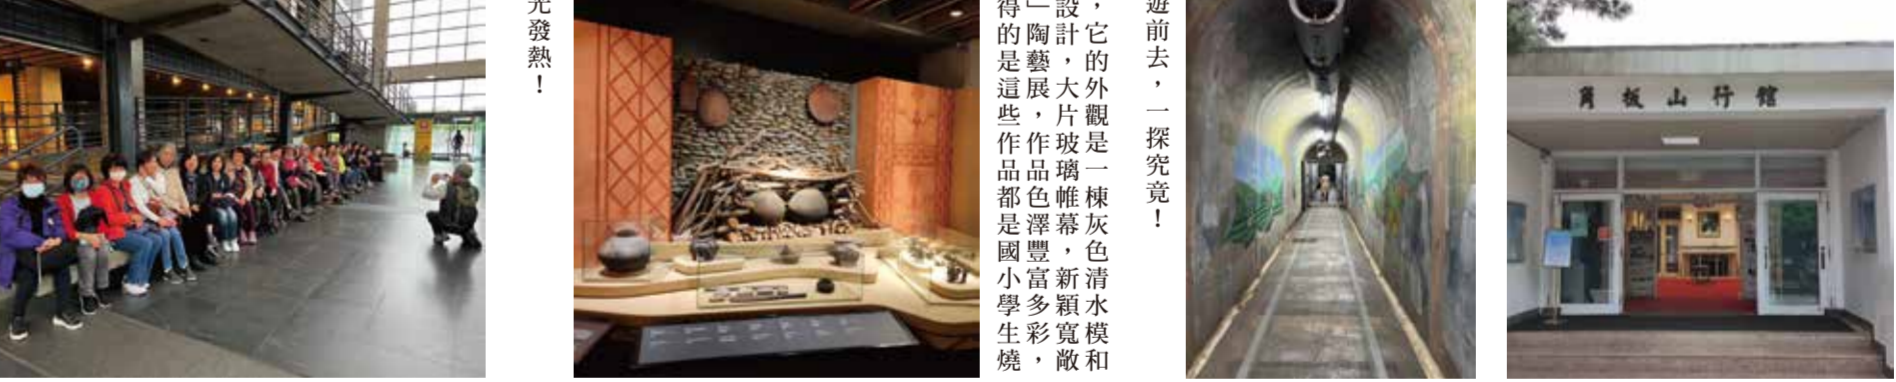 角板山行館
遊前去，一探究竟！
，它的外觀是一棟灰色清水模和
設計，大片玻璃帷幕，新穎寬敞
」陶藝展，作品色澤豐富多彩，
得的是這些作品都是國小學生燒
光發熱！